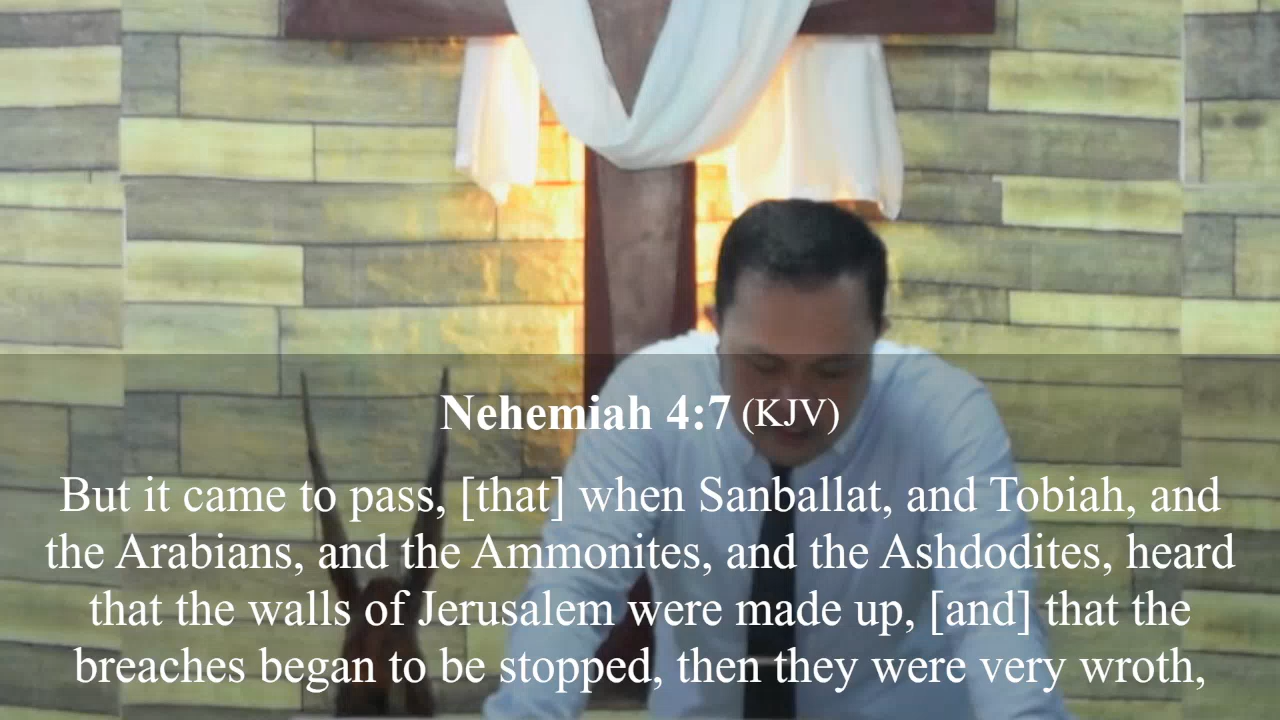 Nehemiah 4:7 (KJV)
But it came to pass, [that] when Sanballat, and Tobiah, and
the Arabians, and the Ammonites, and the Ashdodites, heard
that the walls of Jerusalem were made up, [and] that the
breaches began to be stopped, then they were very wroth,